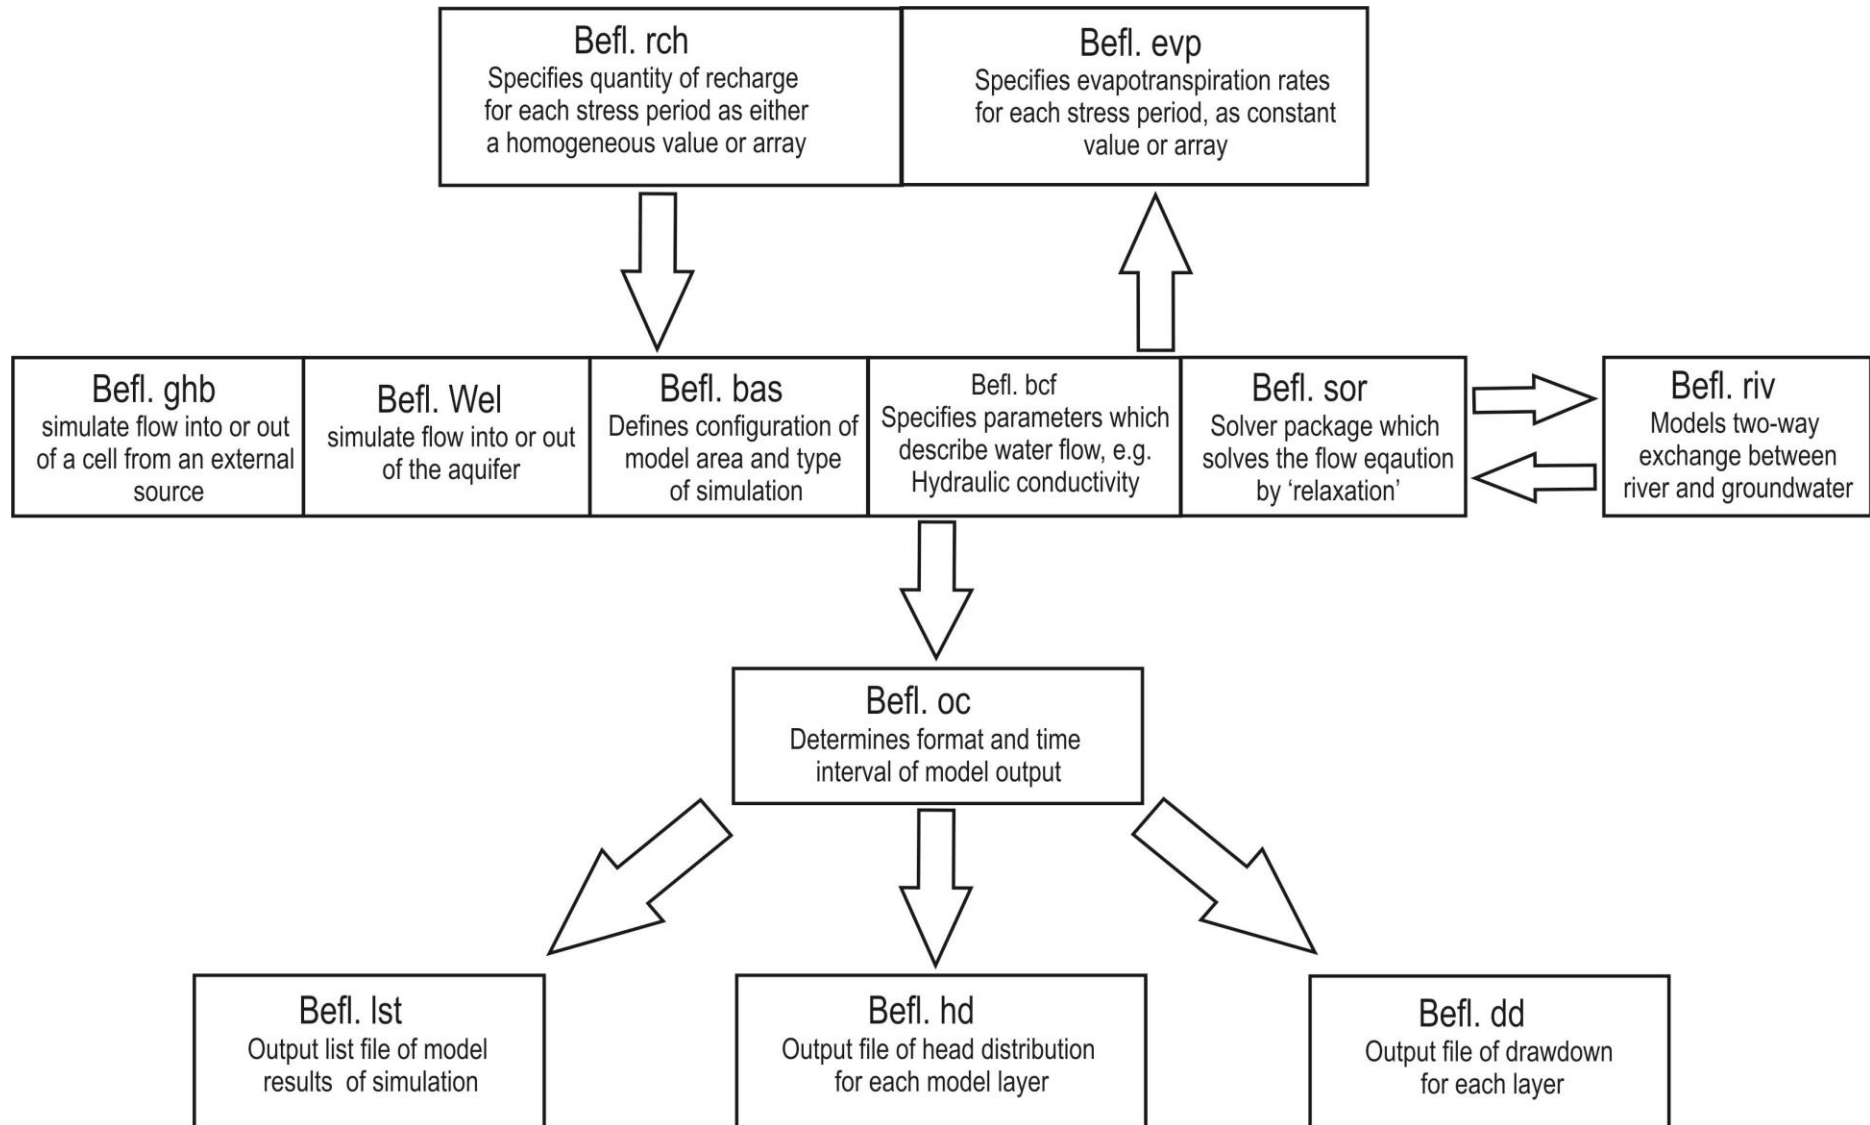 Befl. rch
Specifies quantity of recharge
for each stress period as either
a homogeneous value or array
Befl. evp
Specifies evapotranspiration rates
for each stress period, as constant
value or array
Befl. ghb
simulate flow into or out
of a cell from an external
source
Befl. Wel
simulate flow into or out
of the aquifer
Befl. bas
Defines configuration of
model area and type
of simulation
Befl. bcf
Specifies parameters which
describe water flow, e.g.
Hydraulic conductivity
Befl. sor
Solver package which
solves the flow eqaution
by ‘relaxation’
Befl. riv
Models two-way
exchange between
river and groundwater
Befl. oc
Determines format and time
interval of model output
Befl. lst
Output list file of model
results of simulation
Befl. hd
Output file of head distribution
for each model layer
Befl. dd
Output file of drawdown
for each layer